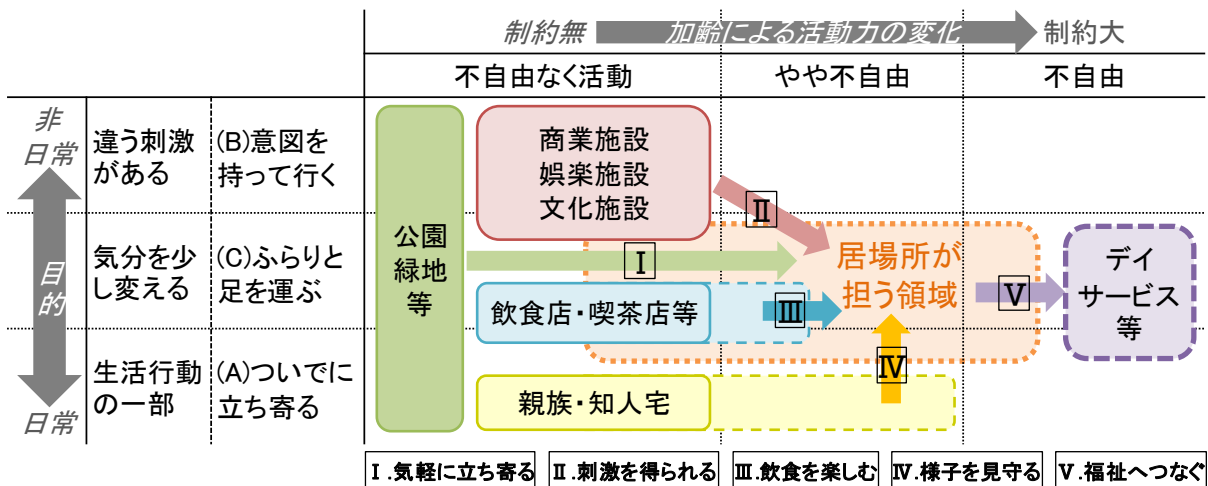 制約無
加齢による活動力の変化
制約大
不自由なく活動
やや不自由
不自由
非
日常
目的
日常
違う刺激
がある
(B)意図を
持って行く
気分を少
し変える
(C)ふらりと
足を運ぶ
生活行動
の一部
(A)ついでに
立ち寄る
公園
緑地
等
商業施設
娯楽施設
文化施設
Ⅱ
Ⅰ
居場所が
担う領域
飲食店・喫茶店等
Ⅲ
Ⅳ
親族・知人宅
Ⅴ
デイ
サービス
等
Ⅰ.気軽に立ち寄る
Ⅱ.刺激を得られる
Ⅲ.飲食を楽しむ
Ⅳ.様子を見守る
Ⅴ.福祉へつなぐ